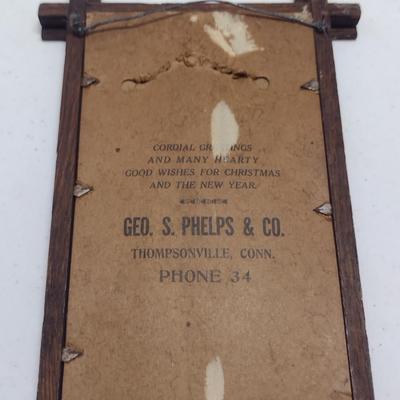 CORDIAL GREETINGS
AND MANY HEARTY
GOOD WISHES FOR CHRISTMAS
AND THE NEW YEAR.
GEO. S. PHELPS & CO.
THOMPSONVILLE, CONN.
PHONE 34